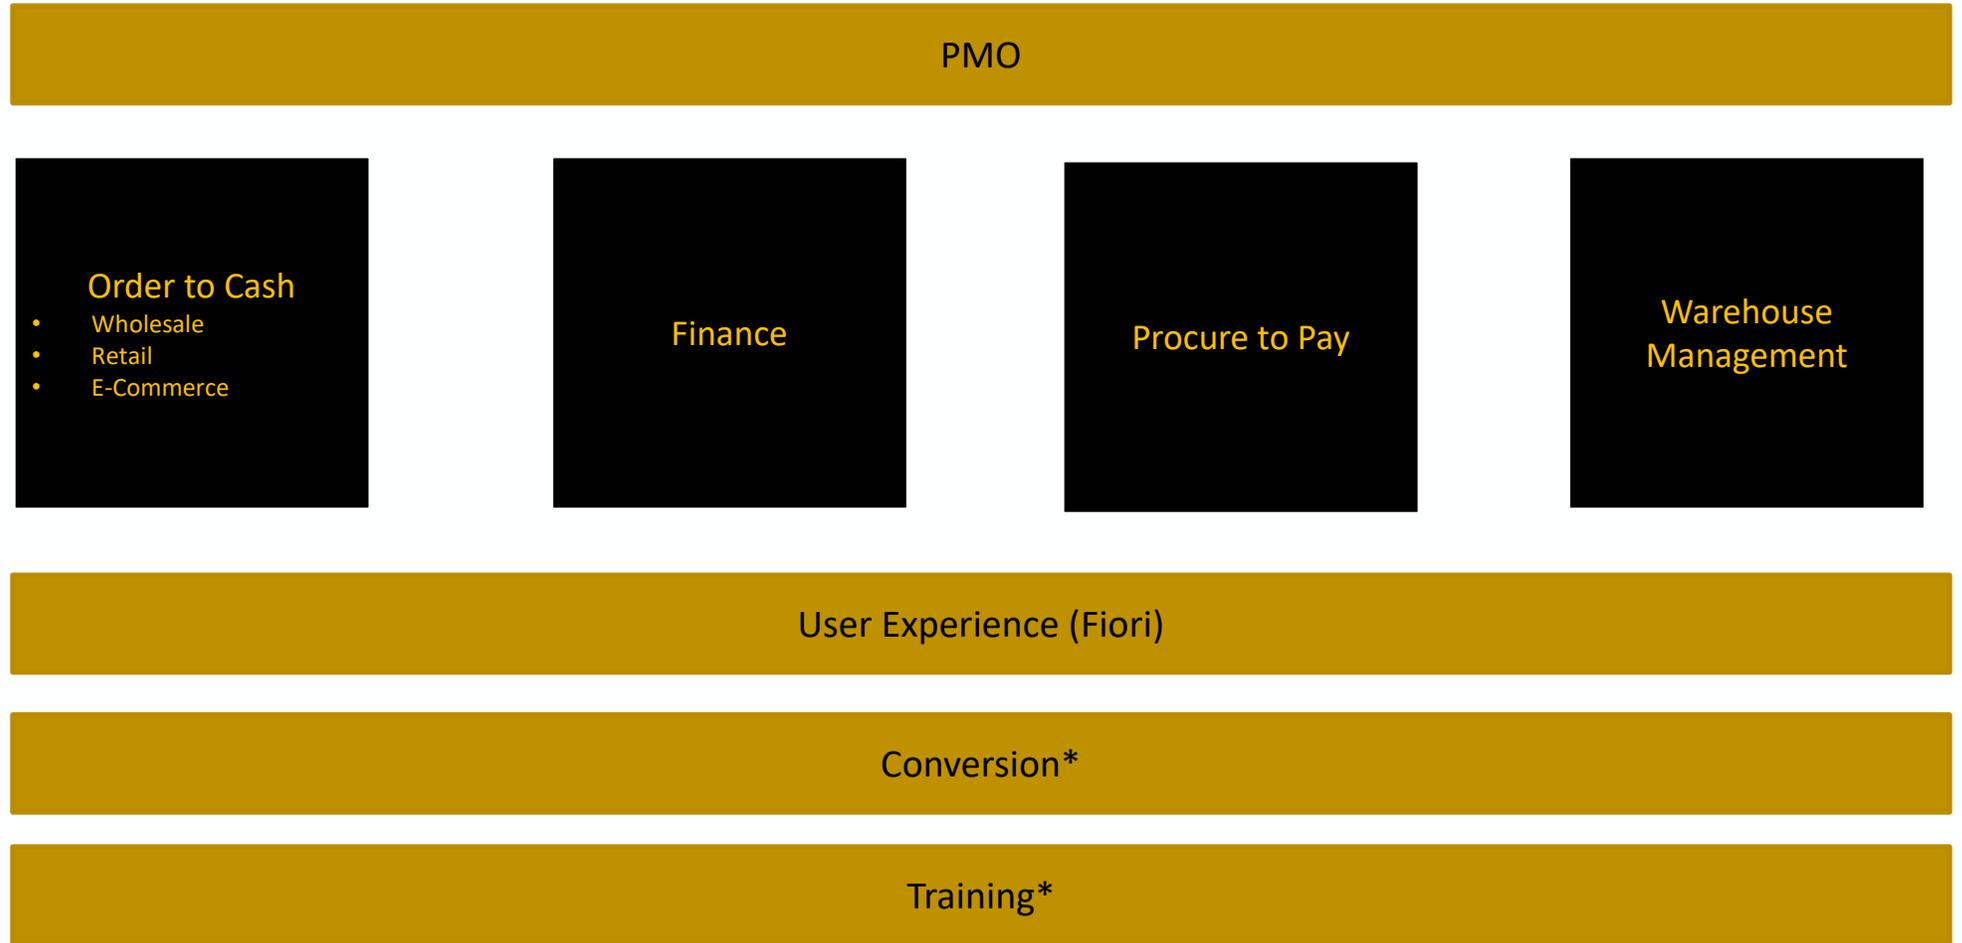 PMO
Order to Cash
• Wholesale
• Retail
• E-Commerce
Finance
Procure to Pay
Warehouse
Management
User Experience (Fiori)
Conversion*
Training*